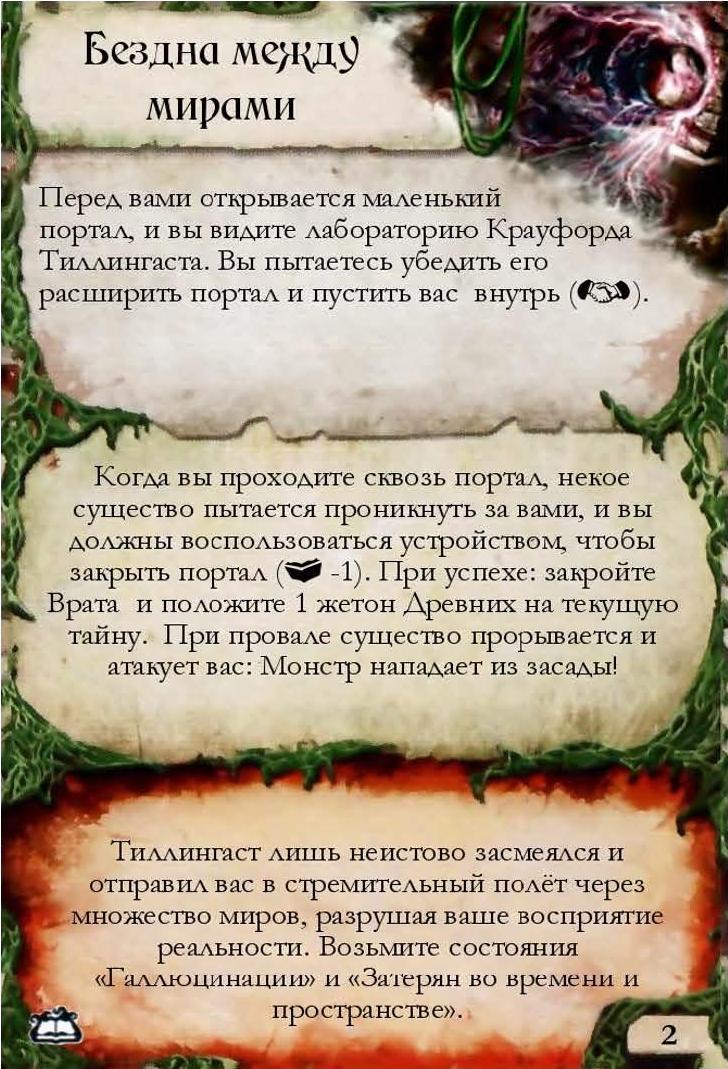 Бездна между
мирами
Перед вами открывается маленький
портал, и вы видите лабораторию Крауфорда
Тиллингаста. Вы пытаетесь убедить его
расширить портал и пустить вас внутрь ( ).
Когда вы проходите сквозь портал, некое
существо пытается проникнуть за вами, и вы
должны воспользоваться устройством, чтобы
закрыть портал ( -1). При успехе: закройте
Врата и положите 1 жетон Древних на текущую
тайну. При провале существо прорывается и
атакует вас: Монстр нападает из засады!
Тиллингаст лишь неистово засмеялся и
отправил вас в стремительный полёт через
множество миров, разрушая ваше восприятие
реальности. Возьмите состояния
«Галлюцинации» и «Затерян во времени и
пространстве».
2